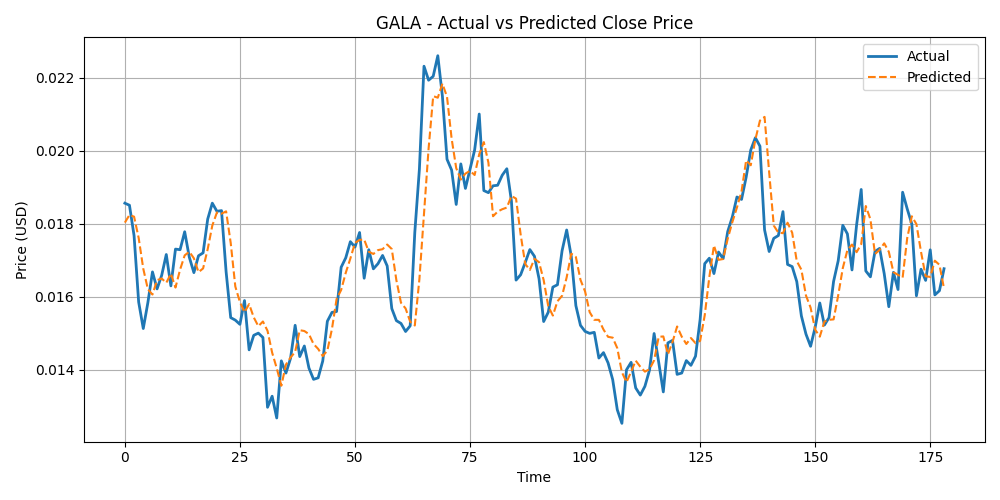 GALA - Actual vs Predicted Close Price
Actual
Predicted
Price (USD)
0.022
0.020
0.018
0.016
0.014
0 25 50 75 100 125 150 175
Time